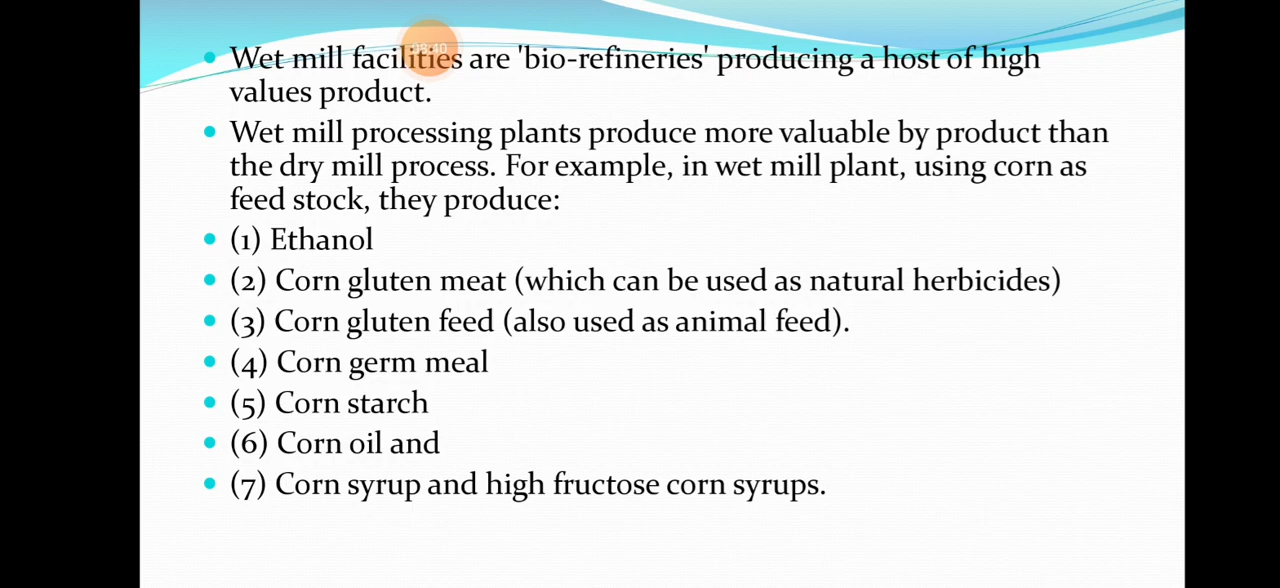 08:40
• Wet mill facilities are 'bio-refineries' producing a host of high
values product.
• Wet mill processing plants produce more valuable by product than
the dry mill process. For example, in wet mill plant, using corn as
feed stock, they produce:
• (1) Ethanol
• (2) Corn gluten meat (which can be used as natural herbicides)
• (3) Corn gluten feed (also used as animal feed).
• (4) Corn germ meal
• (5) Corn starch
• (6) Corn oil and
• (7) Corn syrup and high fructose corn syrups.